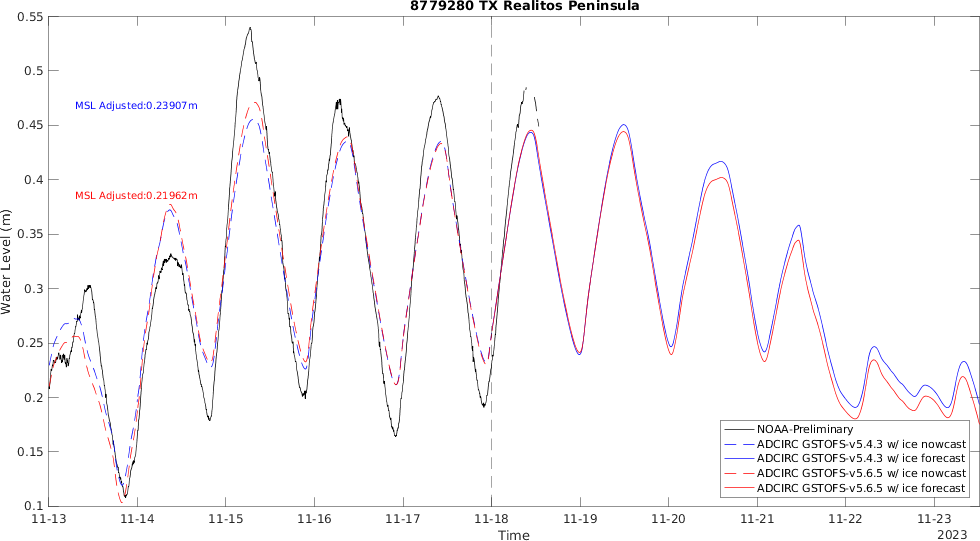 8779280 TX Realitos Peninsula
0.55
0.5
0.45
0.4
0.35
0.3
0.25
0.2
0.15
0.1
Water Level (m)
MSL Adjusted:0.23907m
MSL Adjusted:0.21962m
NOAA-Preliminary
ADCIRC GSTOFS-v5.4.3 w/ ice nowcast
ADCIRC GSTOFS-v5.4.3 w/ ice forecast
ADCIRC GSTOFS-v5.6.5 w/ ice nowcast
ADCIRC GSTOFS-v5.6.5 w/ ice forecast
11-13 11-14 11-15 11-16 11-17 11-18 11-19 11-20 11-21 11-22 11-23
Time
2023